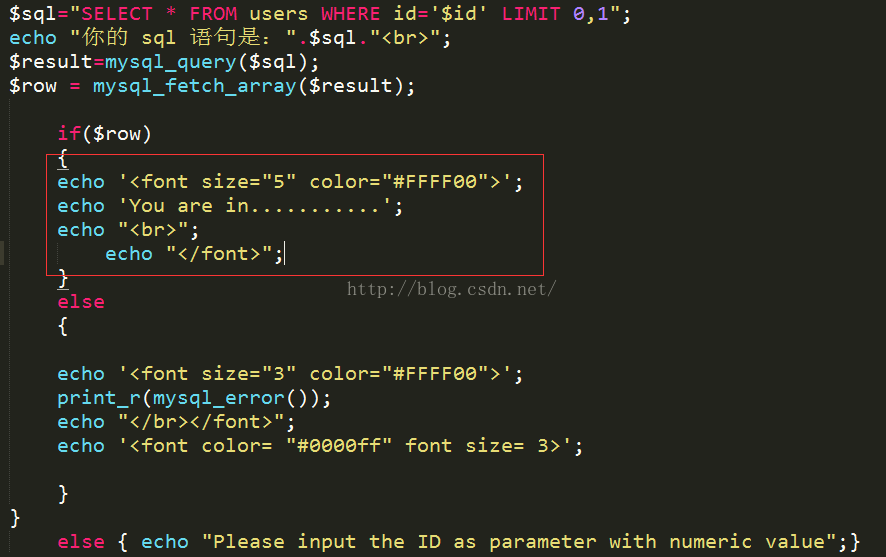 $sql="SELECT * FROM users WHERE id='$id' LIMIT 0,1";
echo "你的 sql 语句是：".$sql."<br>";
$result=mysql_query($sql);
$row = mysql_fetch_array($result);
if($row)
{
echo '<font size="5" color="#FFFF00">';
echo 'You are in...........';
echo "<br>";
echo "</font>";
}
http://blog.csdn.net/
else
{
echo '<font size="3" color="#FFFF00">';
print_r(mysql_error());
echo "</br></font>";
echo '<font color= "#0000ff" font size= 3>';
}
}
else { echo "Please input the ID as parameter with numeric value";}